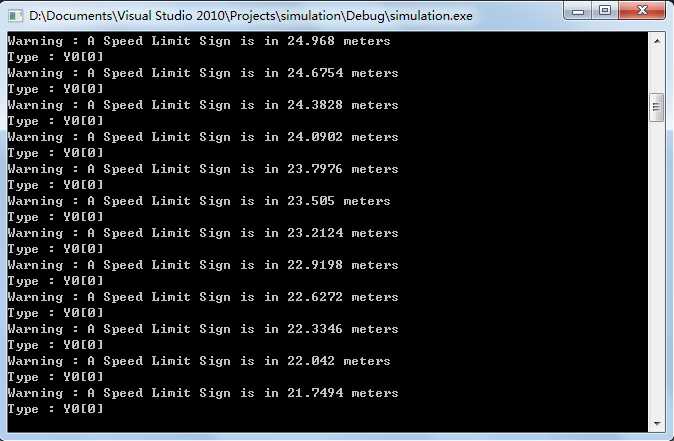 D:\Documents\Visual Studio 2010\Projects\simulation\Debug\simulation.exe
Warning : A Speed Limit Sign is in 24.968 meters
Type : Y0[0]
Warning : A Speed Limit Sign is in 24.6754 meters
Type : Y0[0]
Warning : A Speed Limit Sign is in 24.3828 meters
Type : Y0[0]
Warning : A Speed Limit Sign is in 24.0902 meters
Type : Y0[0]
Warning : A Speed Limit Sign is in 23.7976 meters
Type : Y0[0]
Warning : A Speed Limit Sign is in 23.505 meters
Type : Y0[0]
Warning : A Speed Limit Sign is in 23.2124 meters
Type : Y0[0]
Warning : A Speed Limit Sign is in 22.9198 meters
Type : Y0[0]
Warning : A Speed Limit Sign is in 22.6272 meters
Type : Y0[0]
Warning : A Speed Limit Sign is in 22.3346 meters
Type : Y0[0]
Warning : A Speed Limit Sign is in 22.042 meters
Type : Y0[0]
Warning : A Speed Limit Sign is in 21.7494 meters
Type : Y0[0]